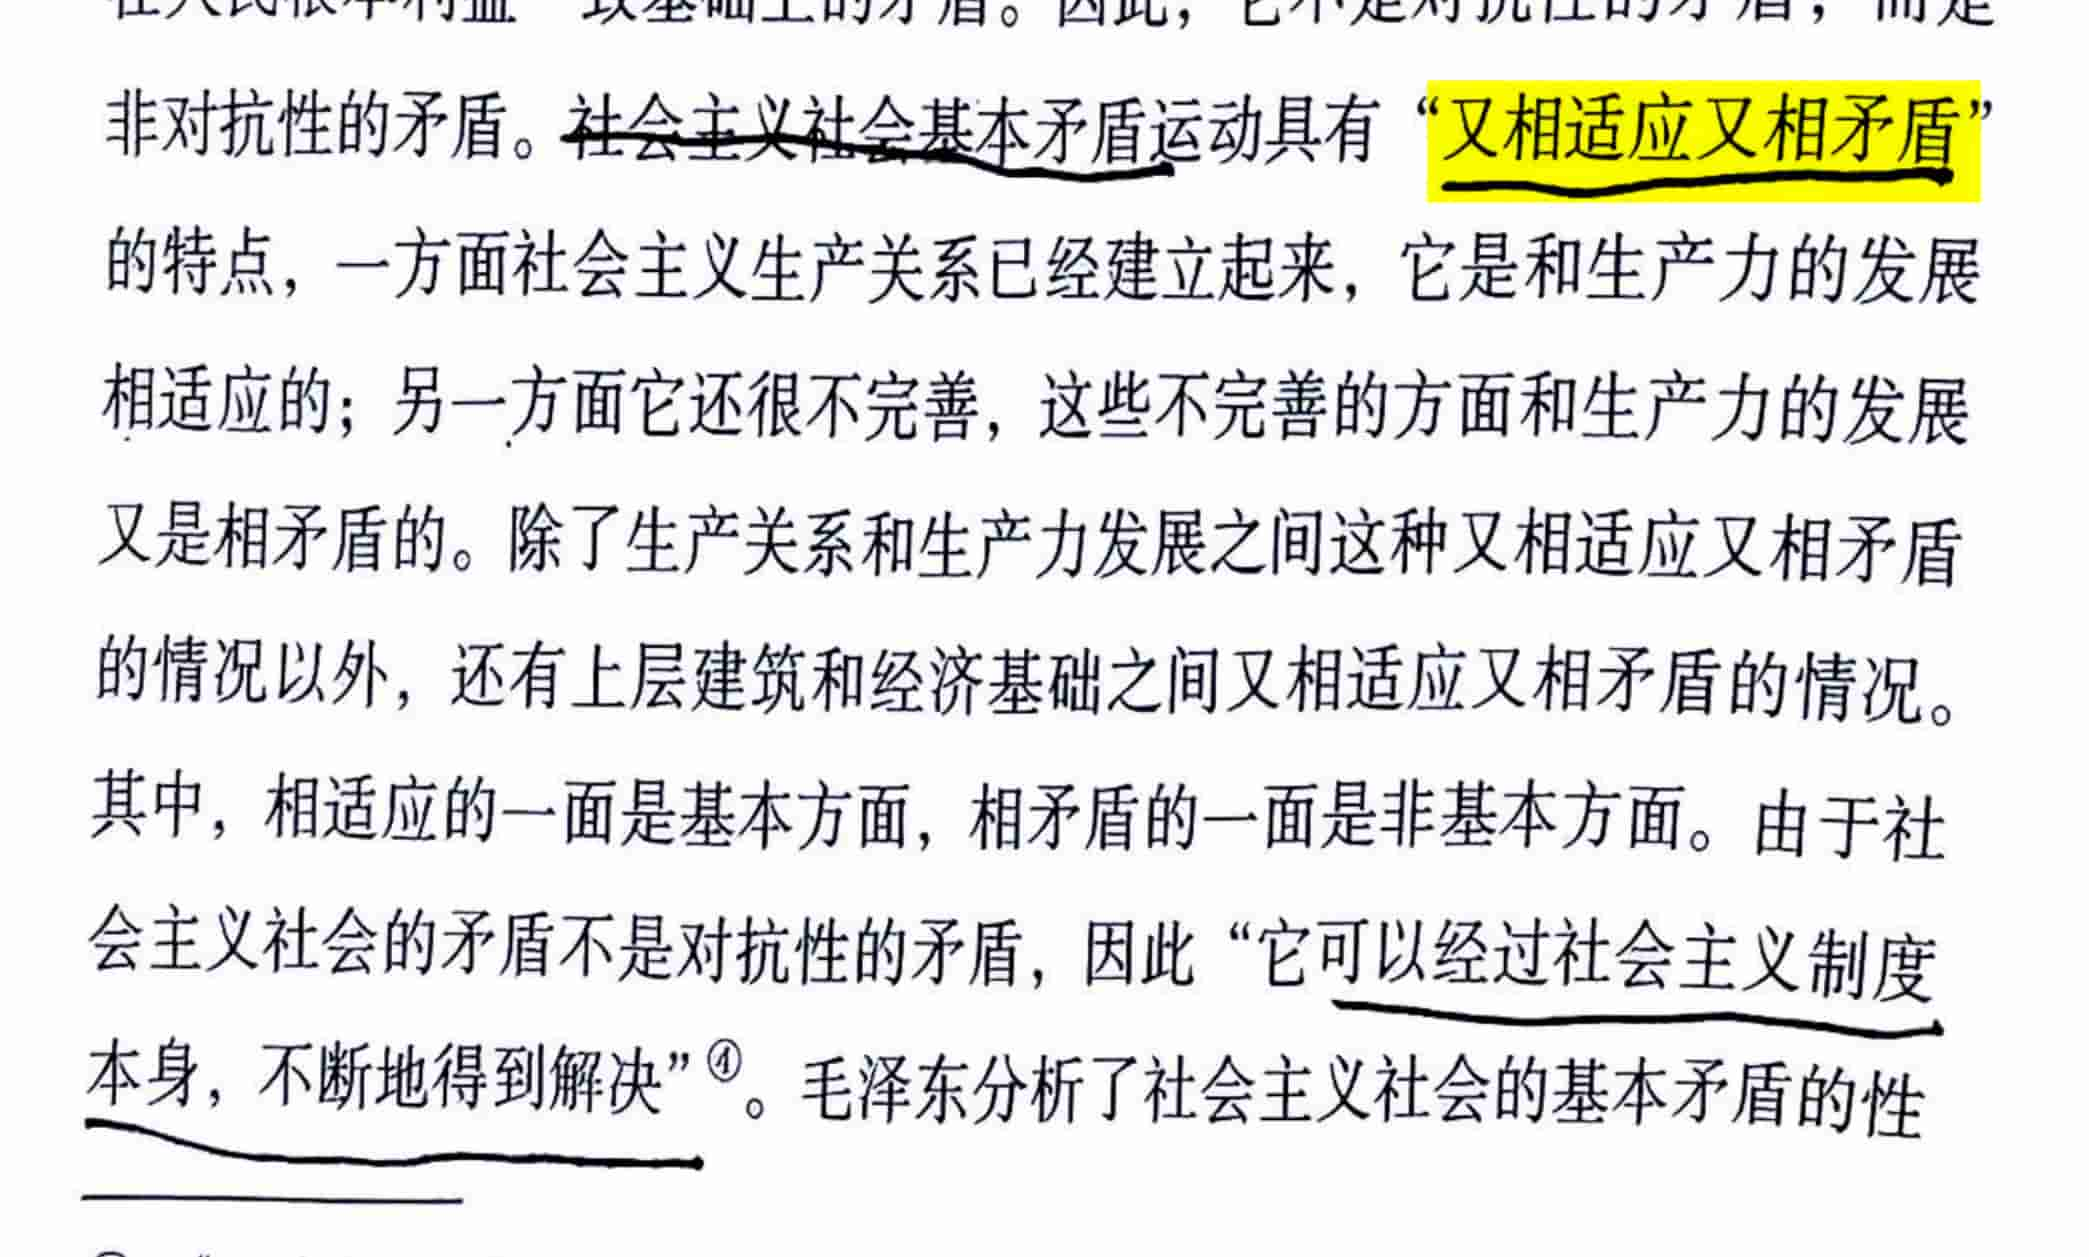 在人民根本利益一致基础上的矛盾。因此，它不是对抗性的矛盾，而是
非对抗性的矛盾。社会主义社会基本矛盾运动具有“又相适应又相矛盾”
的特点，一方面社会主义生产关系已经建立起来，它是和生产力的发展
相适应的；另一方面它还很不完善，这些不完善的方面和生产力的发展
又是相矛盾的。除了生产关系和生产力发展之间这种又相适应又相矛盾
的情况以外，还有上层建筑和经济基础之间又相适应又相矛盾的情况。
其中，相适应的一面是基本方面，相矛盾的一面是非基本方面。由于社
会主义社会的矛盾不是对抗性的矛盾，因此“它可以经过社会主义制度
本身，不断地得到解决”④。毛泽东分析了社会主义社会的基本矛盾的性